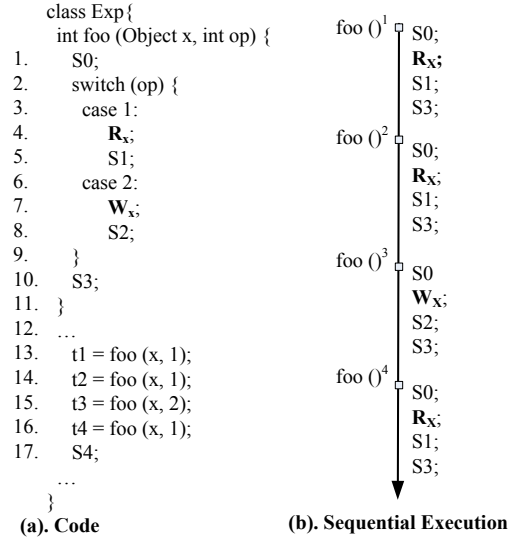 class Exp{
int foo (Object x, int op) {
1. S0;
2. switch (op) {
3. case 1:
4. Rx;
5. S1;
6. case 2:
7. Wx;
8. S2;
9. }
10. S3;
11. }
12. …
13. t1 = foo (x, 1);
14. t2 = foo (x, 1);
15. t3 = foo (x, 2);
16. t4 = foo (x, 1);
17. S4;
…
}
(a). Code
foo ()1
S0;
RX;
S1;
S3;
foo ()2
S0;
RX;
S1;
S3;
foo ()3
S0
WX;
S2;
S3;
foo ()4
S0;
RX;
S1;
S3;
(b). Sequential Execution